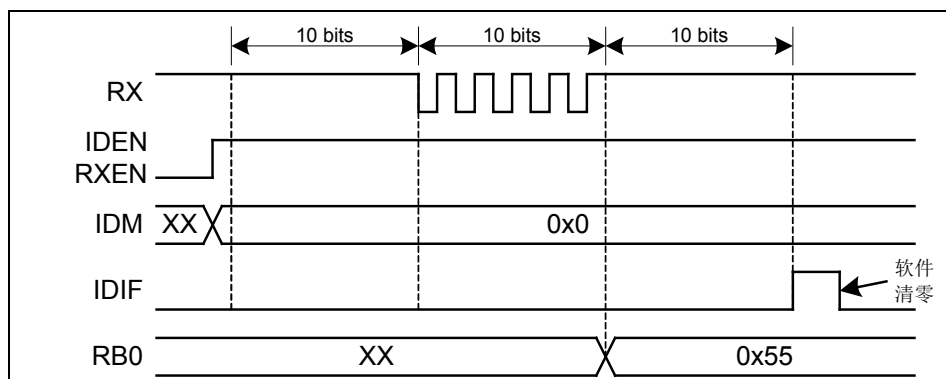 10 bits 10 bits 10 bits
RX
IDEN
RXEN
IDM XX 0x0
IDIF
软件
清零
RB0 XX 0x55